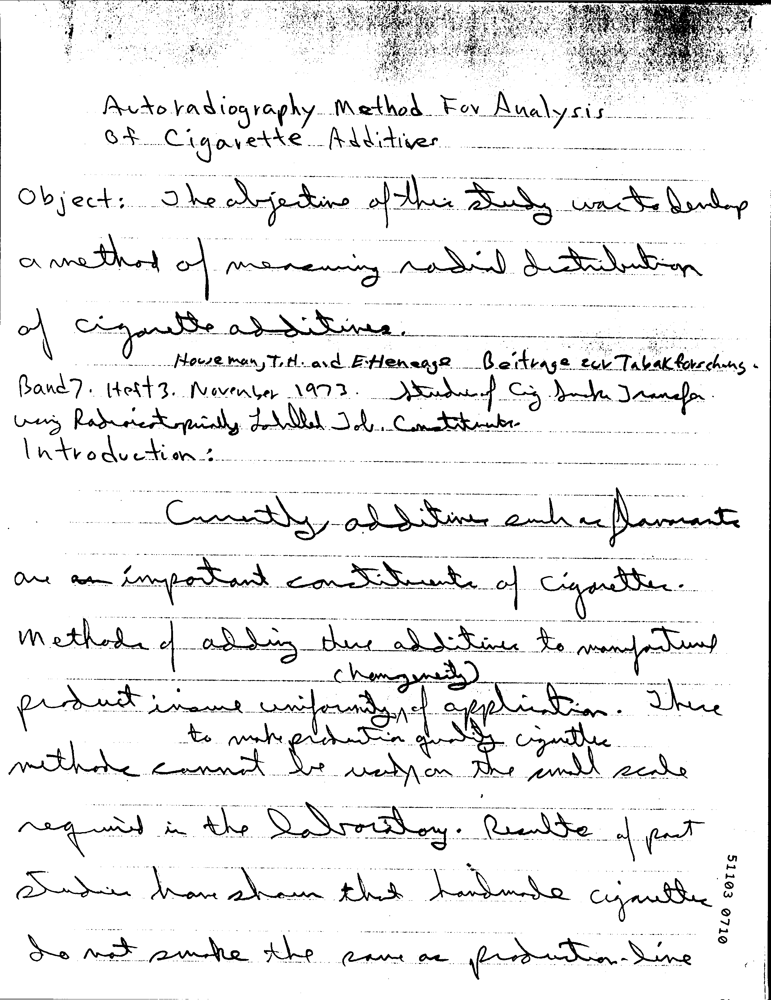 Autoradiography Method For Analysis
Of Cigarette Additives
Object: The objective of this study was to develop
a method of measuring radial distribution
of cigarette additives.
Houseman, T.H. and E. Heneage Beitrage zur Tabakforschung.
Band 7. Heft 3. November 1973. Studies of Cig Smoke Transfer
using Radioisotopically Labelled Tob. Constituents.
Introduction:
Currently, additives such as flavorants
are an important constituents of cigarettes.
Methods of adding these additives to manufactured
(homogeneity)
product insure uniformity of application. These
to make production quality cigarettes
methods cannot be used on the small scale
required in the laboratory. Results of past
studies have shown that handmade cigarettes
do not smoke the same as production-line
51103 0710